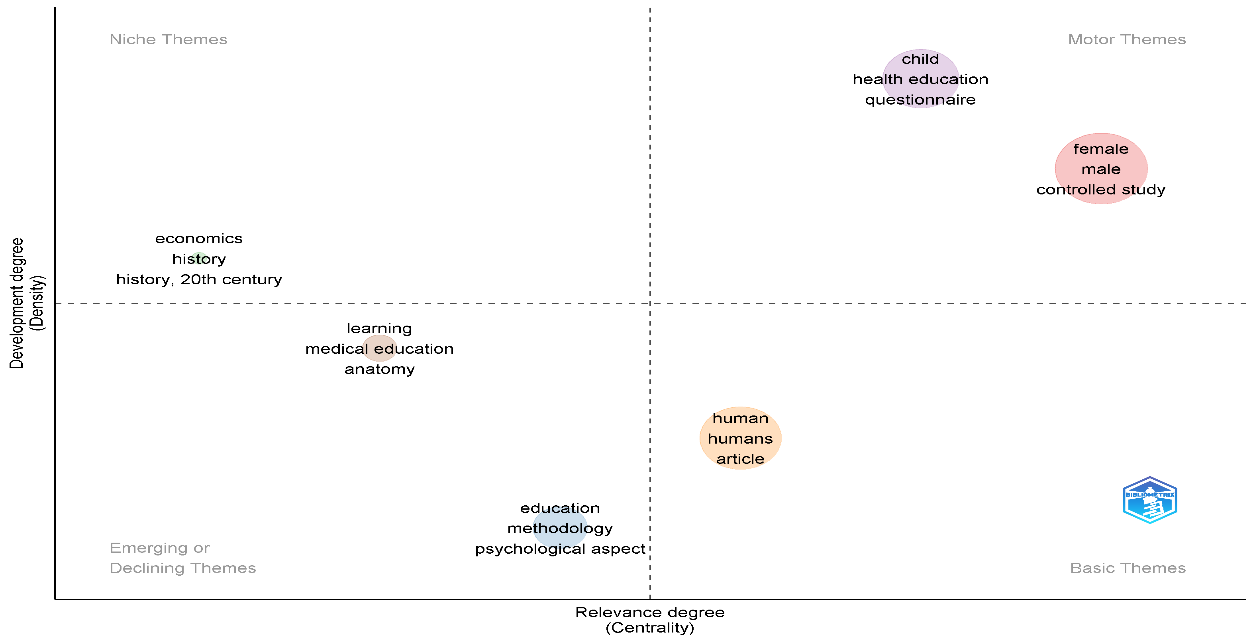 Niche Themes
Motor Themes
child
health education
questionnaire
female
male
controlled study
economics
history
history, 20th century
Development degree
(Density)
learning
medical education
anatomy
human
humans
article
BIBLIOMETRIX
education
methodology
psychological aspect
Emerging or
Declining Themes
Basic Themes
Relevance degree
(Centrality)